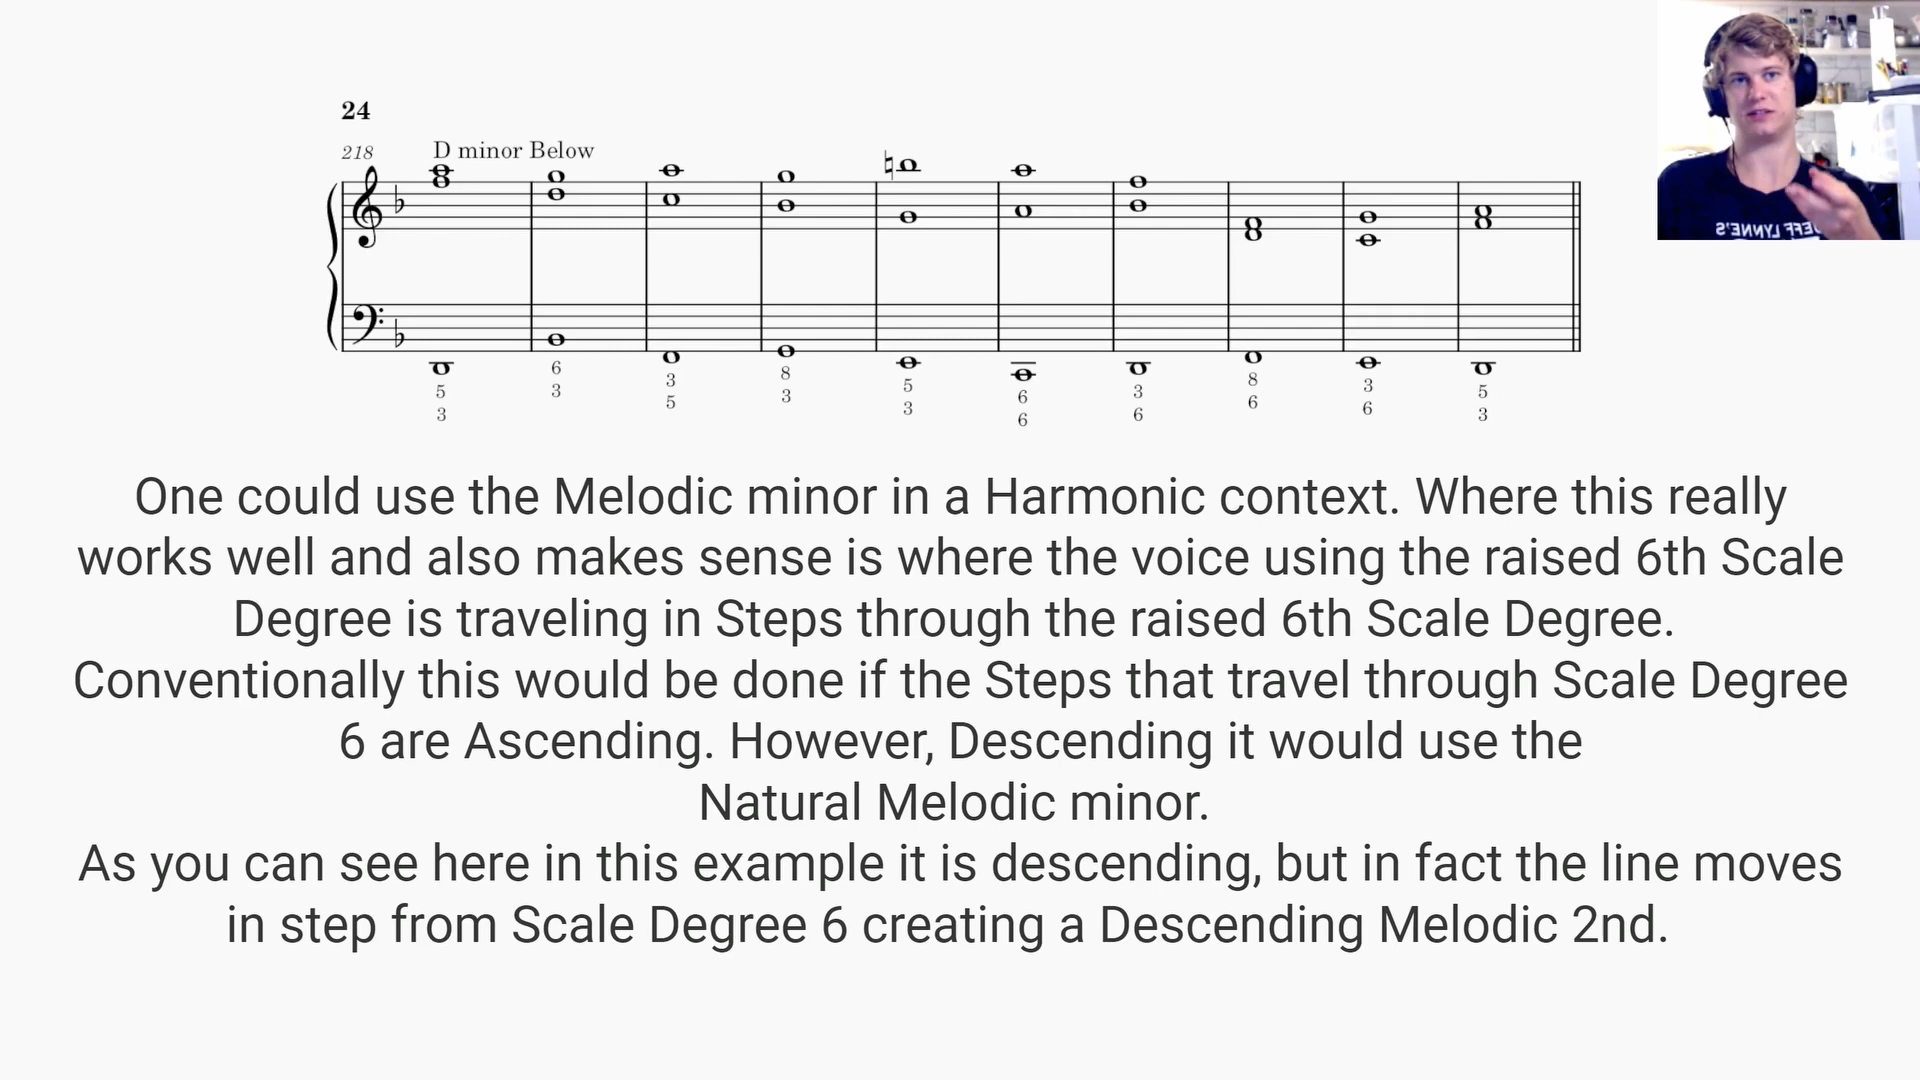 24
218
D minor Below
5 6 3 8 5 6 3 8 3 5
3 3 5 3 3 6 6 6 6 3
One could use the Melodic minor in a Harmonic context. Where this really
works well and also makes sense is where the voice using the raised 6th Scale
Degree is traveling in Steps through the raised 6th Scale Degree.
Conventionally this would be done if the Steps that travel through Scale Degree
6 are Ascending. However, Descending it would use the
Natural Melodic minor.
As you can see here in this example it is descending, but in fact the line moves
in step from Scale Degree 6 creating a Descending Melodic 2nd.
JEFF LYNNE'S